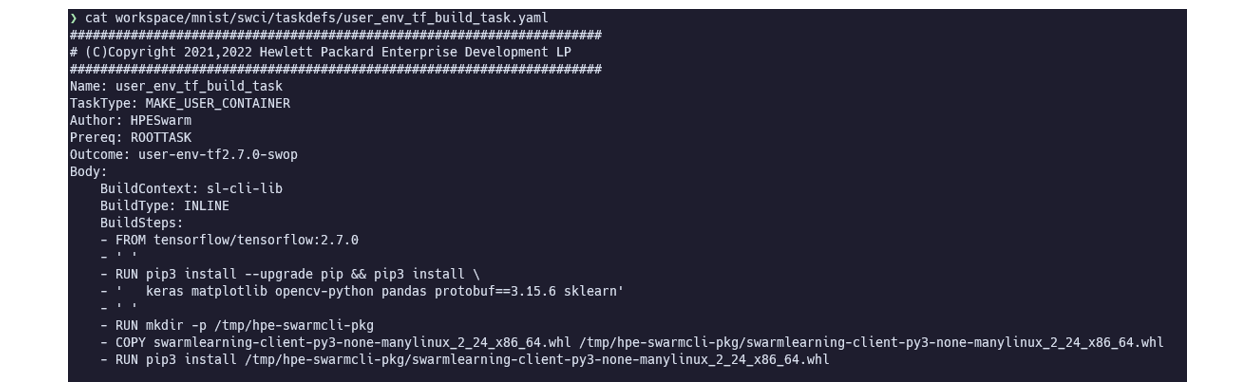 ❯ cat workspace/mnist/swci/taskdefs/user_env_tf_build_task.yaml
######################################################################
# (C)Copyright 2021,2022 Hewlett Packard Enterprise Development LP
######################################################################
Name: user_env_tf_build_task
TaskType: MAKE_USER_CONTAINER
Author: HPESwarm
Prereq: ROOTTASK
Outcome: user-env-tf2.7.0-swop
Body:
    BuildContext: sl-cli-lib
    BuildType: INLINE
    BuildSteps:
    - FROM tensorflow/tensorflow:2.7.0
    - ' '
    - RUN pip3 install --upgrade pip && pip3 install \
    - '   keras matplotlib opencv-python pandas protobuf==3.15.6 sklearn'
    - ' '
    - RUN mkdir -p /tmp/hpe-swarmcli-pkg
    - COPY swarmlearning-client-py3-none-manylinux_2_24_x86_64.whl /tmp/hpe-swarmcli-pkg/swarmlearning-client-py3-none-manylinux_2_24_x86_64.whl
    - RUN pip3 install /tmp/hpe-swarmcli-pkg/swarmlearning-client-py3-none-manylinux_2_24_x86_64.whl